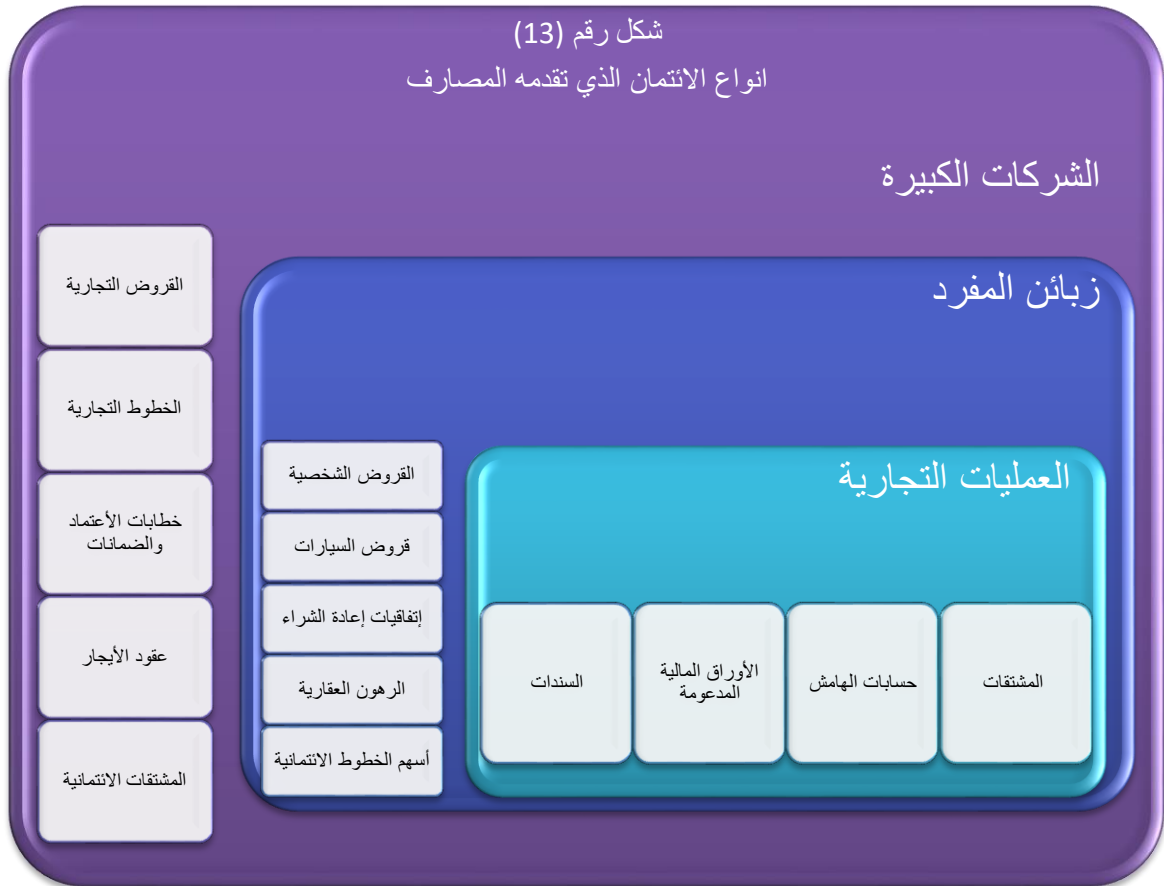 شكل رقم (13)
انواع الائتمان الذي تقدمه المصارف
الشركات الكبيرة
القروض التجارية
الخطوط التجارية
خطابات الأعتماد
والضمانات
عقود الأيجار
المشتقات الائتمانية
زبائن المفرد
القروض الشخصية
قروض السيارات
إتفاقيات إعادة الشراء
الرهون العقارية
أسهم الخطوط الائتمانية
العمليات التجارية
المشتقات
حسابات الهامش
الأوراق المالية
المدعومة
السندات